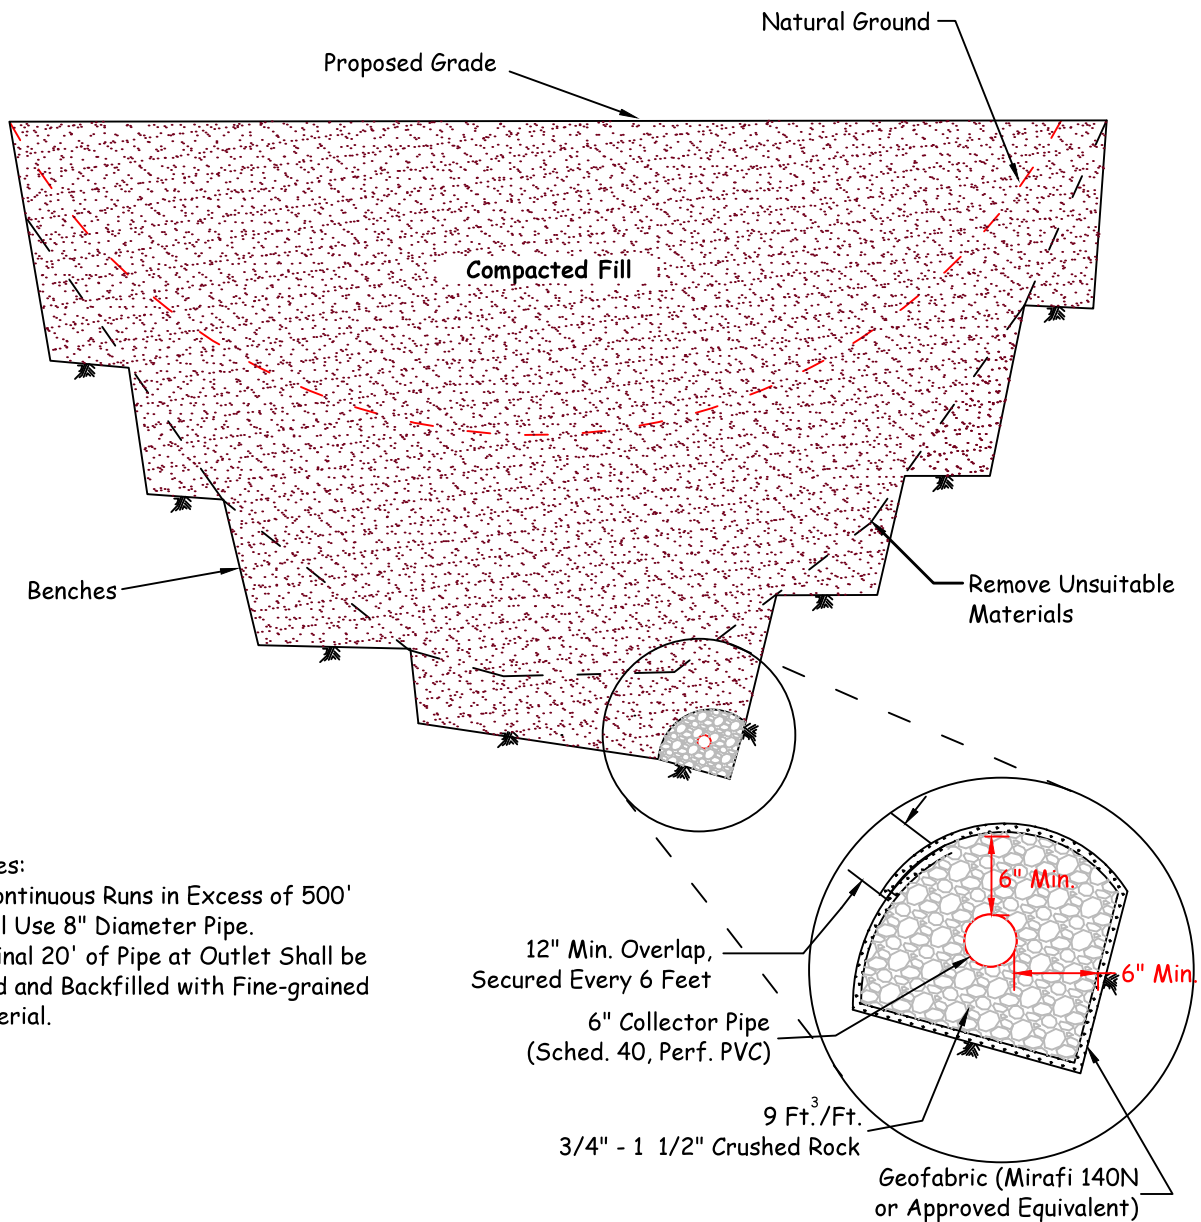 Natural Ground
Proposed Grade
Compacted Fill
Benches
Remove Unsuitable
Materials
es:
ontinuous Runs in Excess of 500'
l Use 8" Diameter Pipe.
inal 20' of Pipe at Outlet Shall be
d and Backfilled with Fine-grained
erial.
6" Min.
6" Min.
12" Min. Overlap,
Secured Every 6 Feet
6" Collector Pipe
(Sched. 40, Perf. PVC)
9 Ft.³/Ft.
3/4" - 1 1/2" Crushed Rock
Geofabric (Mirafi 140N
or Approved Equivalent)